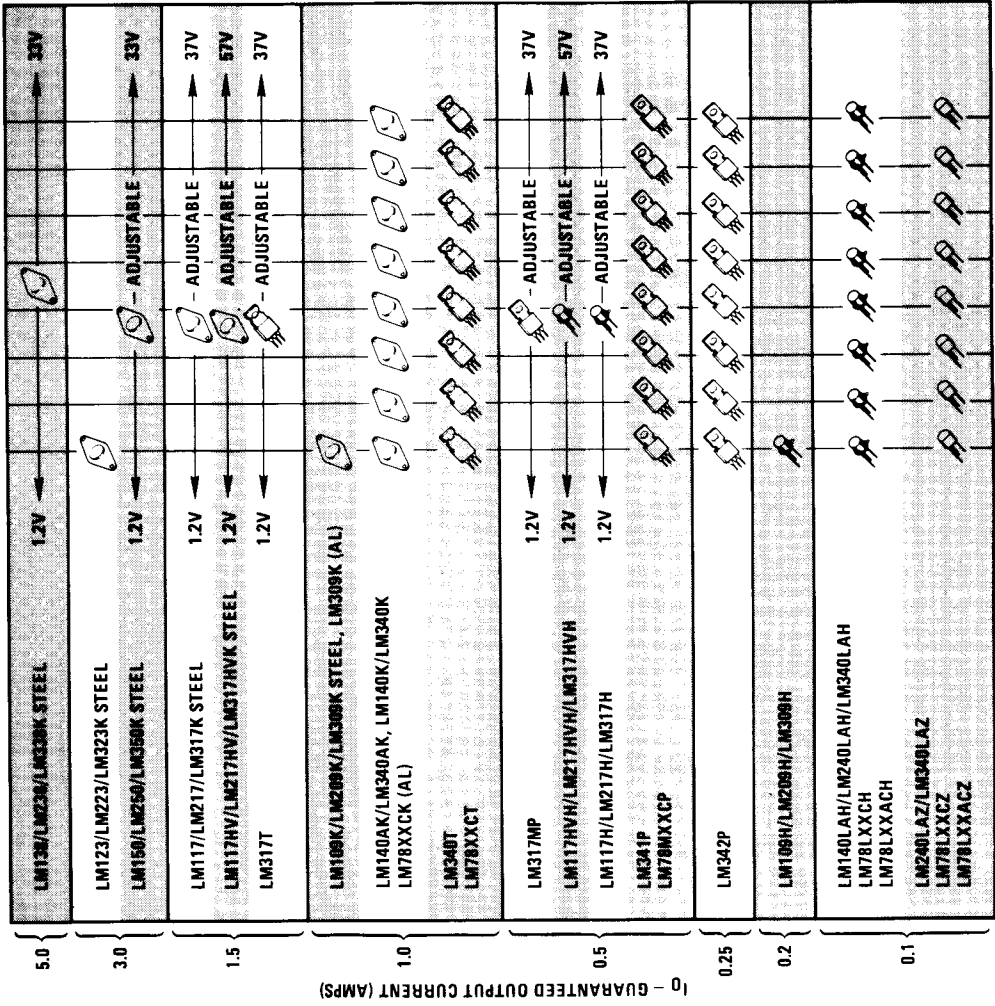 I₀ – GUARANTEED OUTPUT CURRENT (AMPS)
5.0
LM138/LM238/LM338K STEEL
1.2V
33V
3.0
LM123/LM223/LM323K STEEL
LM150/LM250/LM350K STEEL
1.2V
ADJUSTABLE
33V
1.5
LM117/LM217/LM317K STEEL
1.2V
ADJUSTABLE
37V
LM117HV/LM217HV/LM317HVK STEEL
1.2V
ADJUSTABLE
57V
LM317T
1.2V
ADJUSTABLE
37V
1.0
LM109K/LM209K/LM309K STEEL, LM309K (AL)
LM140AK/LM340AK, LM140K/LM340K
LM78XXCK (AL)
LM340T
LM78XXCT
0.5
LM317MP
1.2V
ADJUSTABLE
37V
LM117HVH/LM217HVH/LM317HVH
1.2V
ADJUSTABLE
57V
LM117H/LM217H/LM317H
1.2V
ADJUSTABLE
37V
LM341P
LM78MXXCP
0.25
LM342P
0.2
LM109H/LM209H/LM309H
0.1
LM140LAH/LM240LAH/LM340LAH
LM78LXXCH
LM78LXXACH
LM240LAZ/LM340LAZ
LM78LXXCZ
LM78LXXACZ